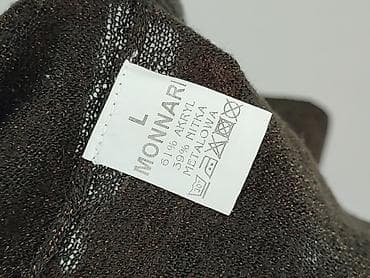 L
MONNARI
61% AKRYL
39% NITKA
METALOWA